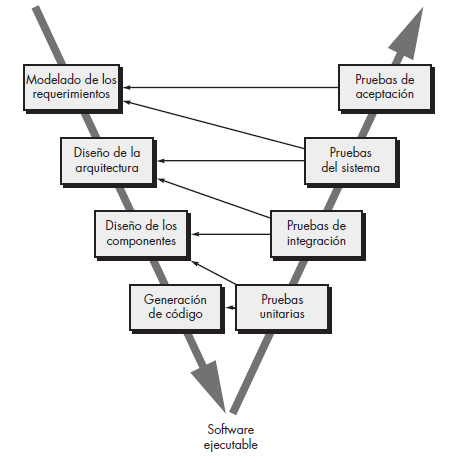 Modelado de los
requerimientos
Pruebas de
aceptación
Diseño de la
arquitectura
Pruebas
del sistema
Diseño de los
componentes
Pruebas de
integración
Generación
de código
Pruebas
unitarias
Software
ejecutable